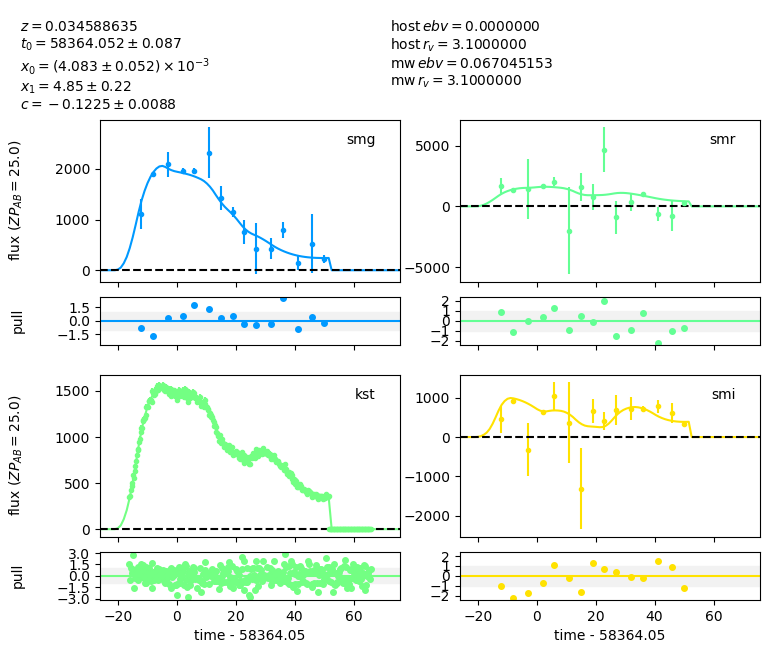 z = 0.034588635
t₀ = 58364.052 ± 0.087
x₀ = (4.083 ± 0.052) × 10⁻³
x₁ = 4.85 ± 0.22
c = −0.1225 ± 0.0088
host ebv = 0.0000000
host r_v = 3.1000000
mw ebv = 0.067045153
mw r_v = 3.1000000
flux (ZP_AB = 25.0)
2000
1000
0
smg
5000
0
−5000
smr
pull
1.5
0.0
−1.5
2
1
0
−1
−2
flux (ZP_AB = 25.0)
1500
1000
500
0
kst
1000
0
−1000
−2000
smi
pull
3.0
1.5
0.0
−1.5
−3.0
2
1
0
−1
−2
−20 0 20 40 60
time - 58364.05
−20 0 20 40 60
time - 58364.05